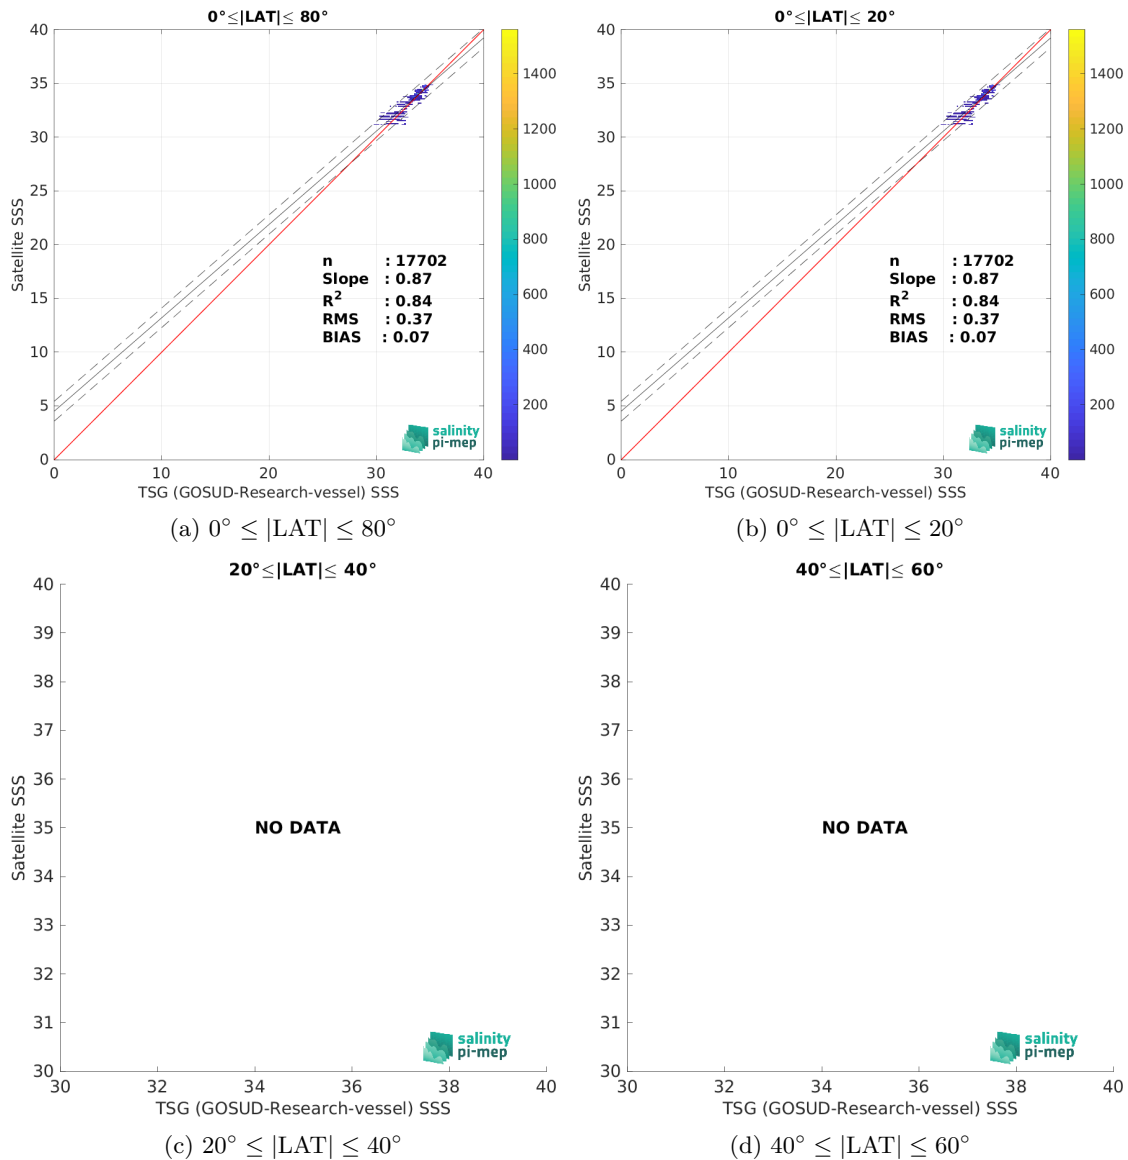 0°≤|LAT|≤ 80°
40
35
30
25
20
15
10
5
0
0
10
20
30
40
Satellite SSS
TSG (GOSUD-Research-vessel) SSS
n : 17702
Slope : 0.87
R² : 0.84
RMS : 0.37
BIAS : 0.07
salinity
pi-mep
1400
1200
1000
800
600
400
200
(a) 0° ≤ |LAT| ≤ 80°
0°≤|LAT|≤ 20°
40
35
30
25
20
15
10
5
0
0
10
20
30
40
Satellite SSS
TSG (GOSUD-Research-vessel) SSS
n : 17702
Slope : 0.87
R² : 0.84
RMS : 0.37
BIAS : 0.07
salinity
pi-mep
1400
1200
1000
800
600
400
200
(b) 0° ≤ |LAT| ≤ 20°
20°≤|LAT|≤ 40°
40
39
38
37
36
35
34
33
32
31
30
30
32
34
36
38
40
Satellite SSS
NO DATA
salinity
pi-mep
TSG (GOSUD-Research-vessel) SSS
(c) 20° ≤ |LAT| ≤ 40°
40°≤|LAT|≤ 60°
40
39
38
37
36
35
34
33
32
31
30
30
32
34
36
38
40
Satellite SSS
NO DATA
salinity
pi-mep
TSG (GOSUD-Research-vessel) SSS
(d) 40° ≤ |LAT| ≤ 60°